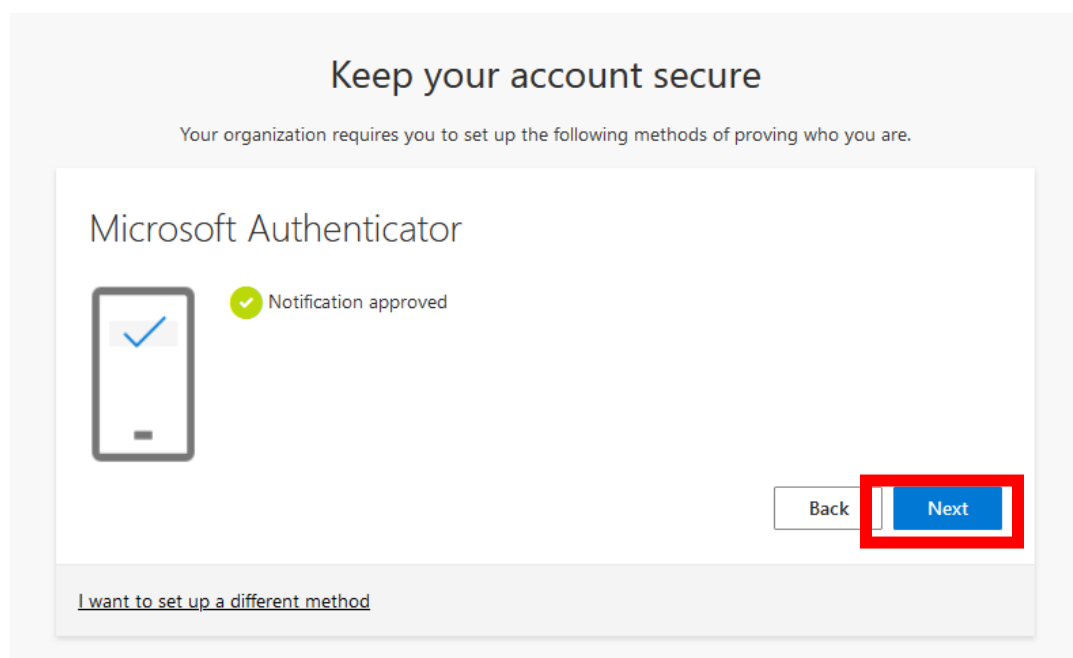 Keep your account secure
Your organization requires you to set up the following methods of proving who you are.
Microsoft Authenticator
Notification approved
Back
Next
I want to set up a different method